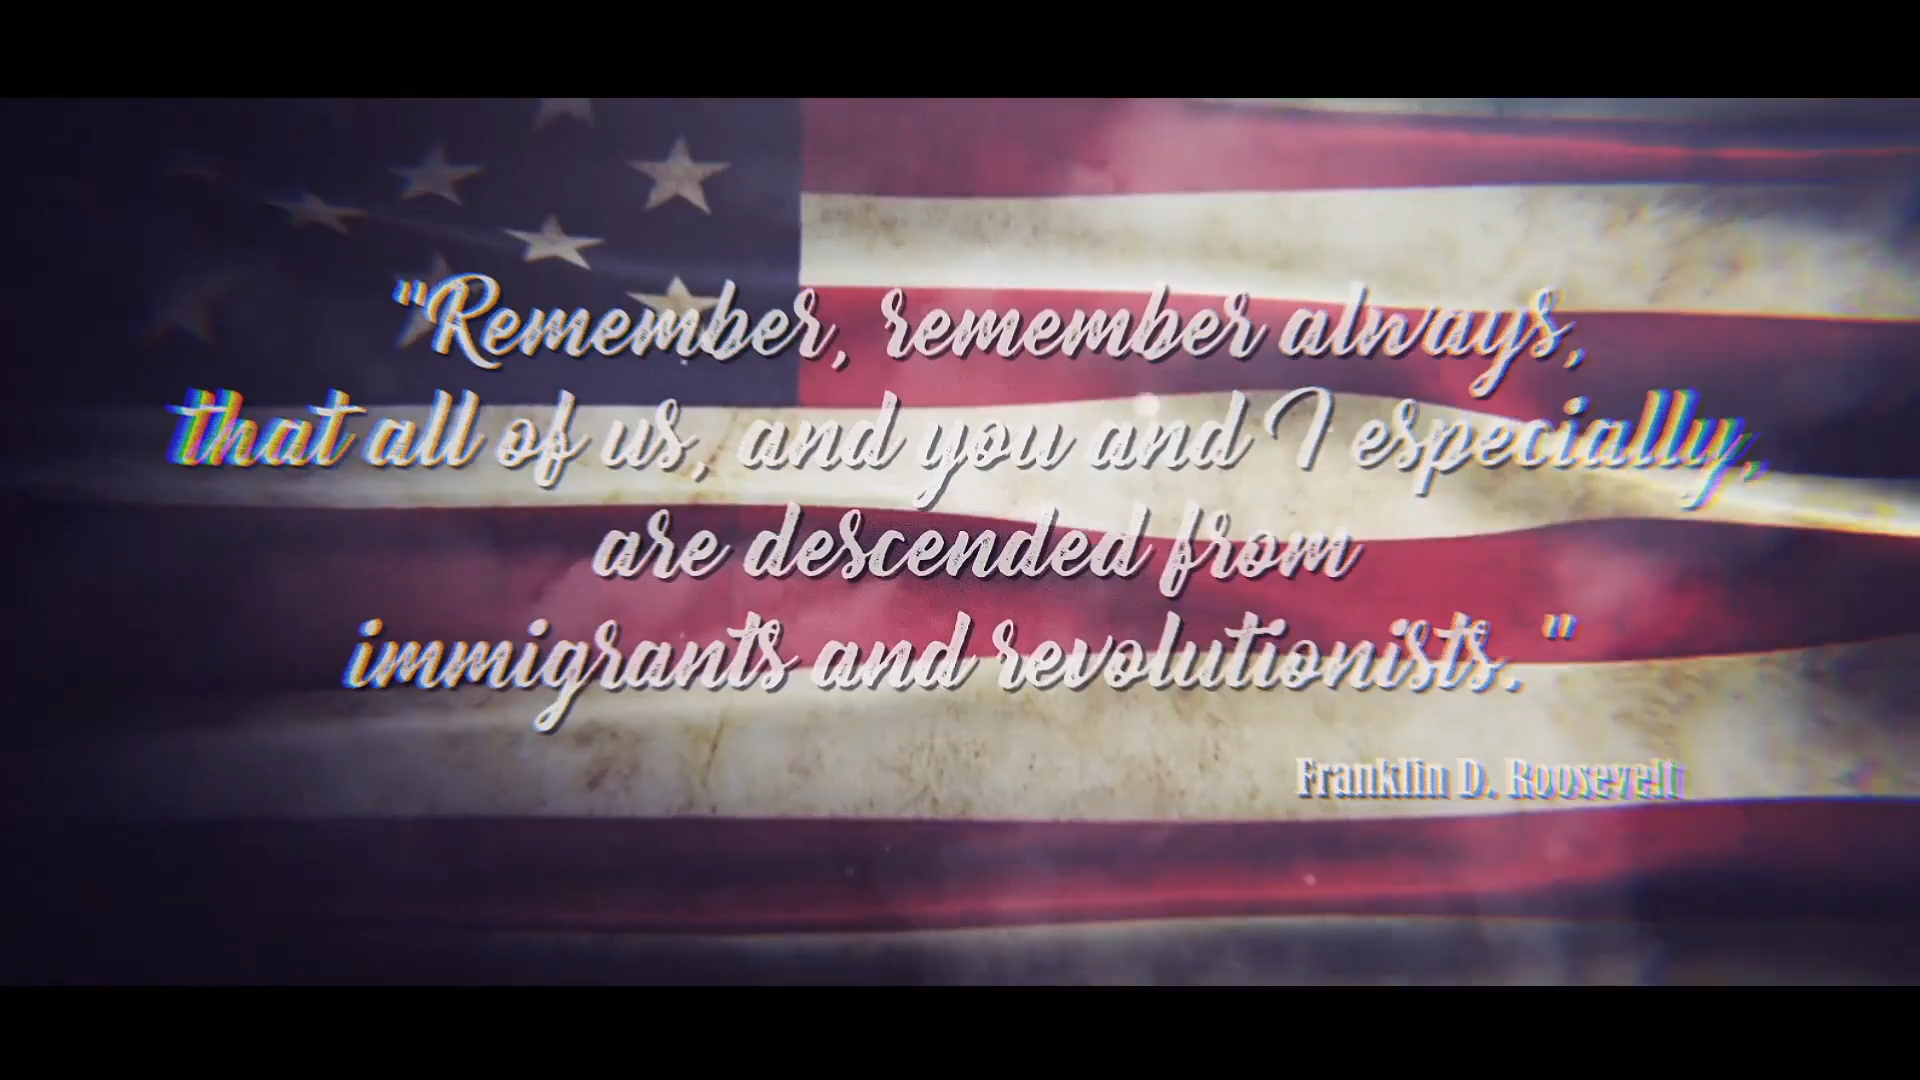 "Remember, remember always,
that all of us, and you and I especially,
are descended from
immigrants and revolutionists."
Franklin D. Roosevelt